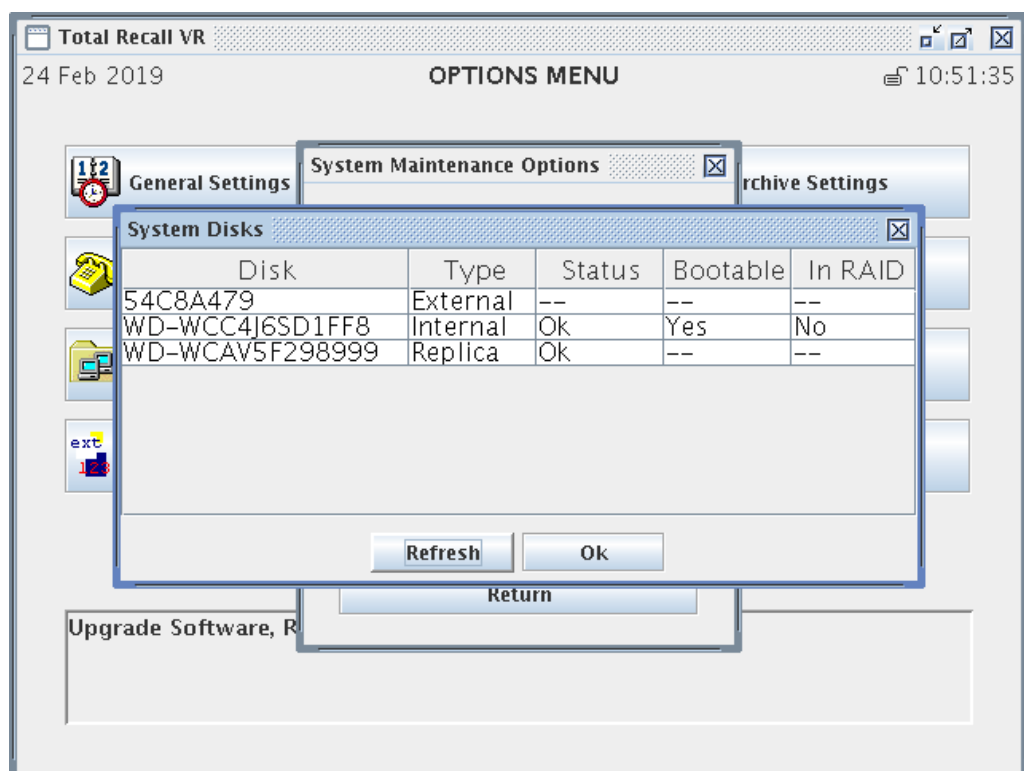 Total Recall VR
24 Feb 2019 OPTIONS MENU 10:51:35
System Maintenance Options
General Settings rchive Settings
System Disks
Disk Type Status Bootable In RAID
54C8A479 External -- -- --
WD-WCC4J6SD1FF8 Internal Ok Yes No
WD-WCAV5F298999 Replica Ok -- --
ext
123
Refresh Ok
Return
Upgrade Software, R